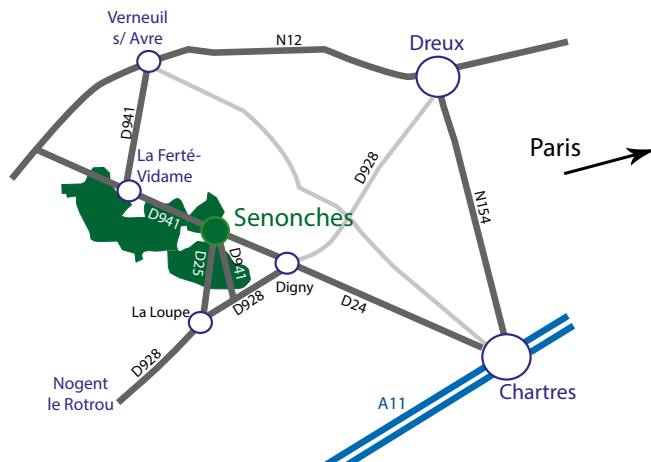 Verneuil
s/ Avre
N12
Dreux
D941
D928
Paris
La Ferté-
Vidame
D941
Senonches
N154
D25
D941
Digny
D928
D24
La Loupe
D928
Nogent
le Rotrou
A11
Chartres